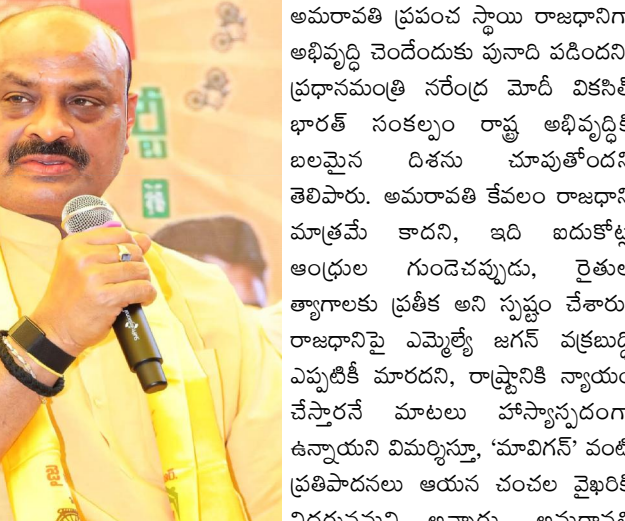 అమరావతి ప్రపంచ స్థాయి రాజధానిగా
అభివృద్ధి చెందేందుకు పునాది పడిందని
ప్రధానమంత్రి నరేంద్ర మోదీ వికసిత్
భారత్ సంకల్పం రాష్ట్ర అభివృద్ధికి
బలమైన దిశను చూవుతోందని
తెలిపారు. అమరావతి కేవలం రాజధాని
మాత్రమే కాదని, ఇది ఐదుకోట్ల
ఆంధ్రుల గుండెచప్పుడు, రైతుల
త్యాగాలకు ప్రతీక అని స్పష్టం చేశారు
రాజధానిపై ఎమ్మెల్యే జగన్ వక్రబుద్ధి
ఎప్పటికీ మారదని, రాష్ట్రానికి న్యాయం
చేస్తారనే మాటలు హాస్యాస్పదంగా
ఉన్నాయని విమర్శిస్తూ, ‘మావిగన్’ వంటి
ప్రతిపాదనలు ఆయన చంచల వైఖరికి